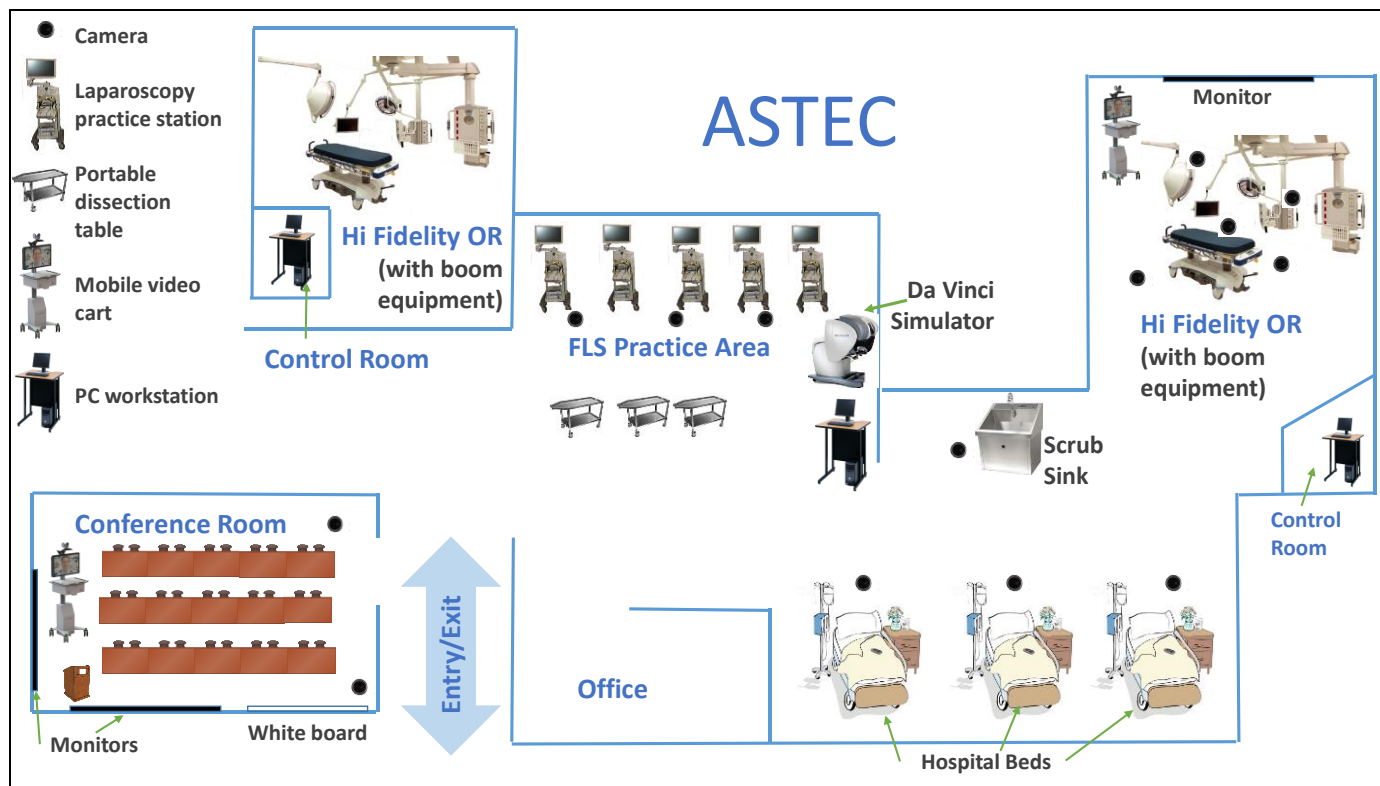 Camera
Laparoscopy
practice station
Portable
dissection
table
Mobile video
cart
PC workstation
ASTEC
Hi Fidelity OR
(with boom
equipment)
Control Room
FLS Practice Area
Da Vinci
Simulator
Monitor
Hi Fidelity OR
(with boom
equipment)
Scrub
Sink
Control
Room
Conference Room
Monitors
White board
Entry/Exit
Office
Hospital Beds